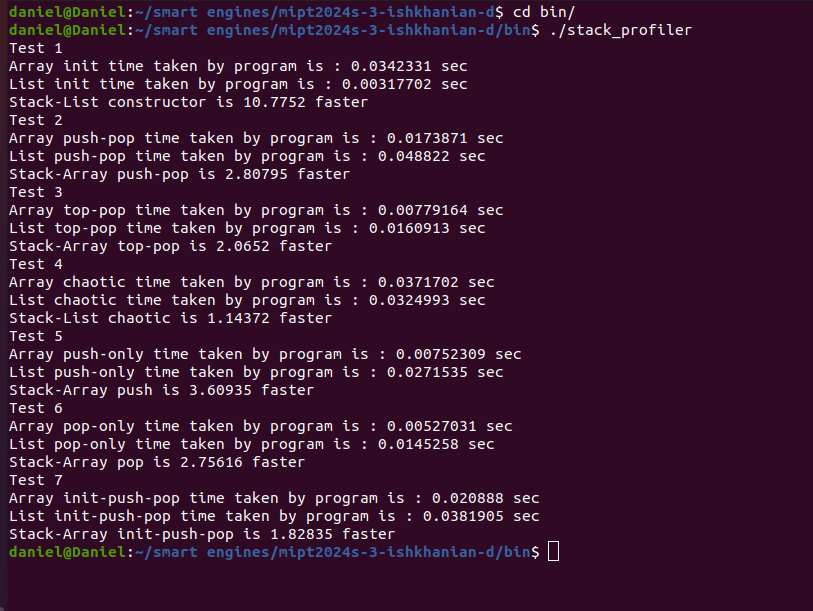 daniel@Daniel:~/smart engines/mipt2024s-3-ishkhanian-d$ cd bin/
daniel@Daniel:~/smart engines/mipt2024s-3-ishkhanian-d/bin$ ./stack_profiler
Test 1
Array init time taken by program is : 0.0342331 sec
List init time taken by program is : 0.00317702 sec
Stack-List constructor is 10.7752 faster
Test 2
Array push-pop time taken by program is : 0.0173871 sec
List push-pop time taken by program is : 0.048822 sec
Stack-Array push-pop is 2.80795 faster
Test 3
Array top-pop time taken by program is : 0.00779164 sec
List top-pop time taken by program is : 0.0160913 sec
Stack-Array top-pop is 2.0652 faster
Test 4
Array chaotic time taken by program is : 0.0371702 sec
List chaotic time taken by program is : 0.0324993 sec
Stack-List chaotic is 1.14372 faster
Test 5
Array push-only time taken by program is : 0.00752309 sec
List push-only time taken by program is : 0.0271535 sec
Stack-Array push is 3.60935 faster
Test 6
Array pop-only time taken by program is : 0.00527031 sec
List pop-only time taken by program is : 0.0145258 sec
Stack-Array pop is 2.75616 faster
Test 7
Array init-push-pop time taken by program is : 0.020888 sec
List init-push-pop time taken by program is : 0.0381905 sec
Stack-Array init-push-pop is 1.82835 faster
daniel@Daniel:~/smart engines/mipt2024s-3-ishkhanian-d/bin$